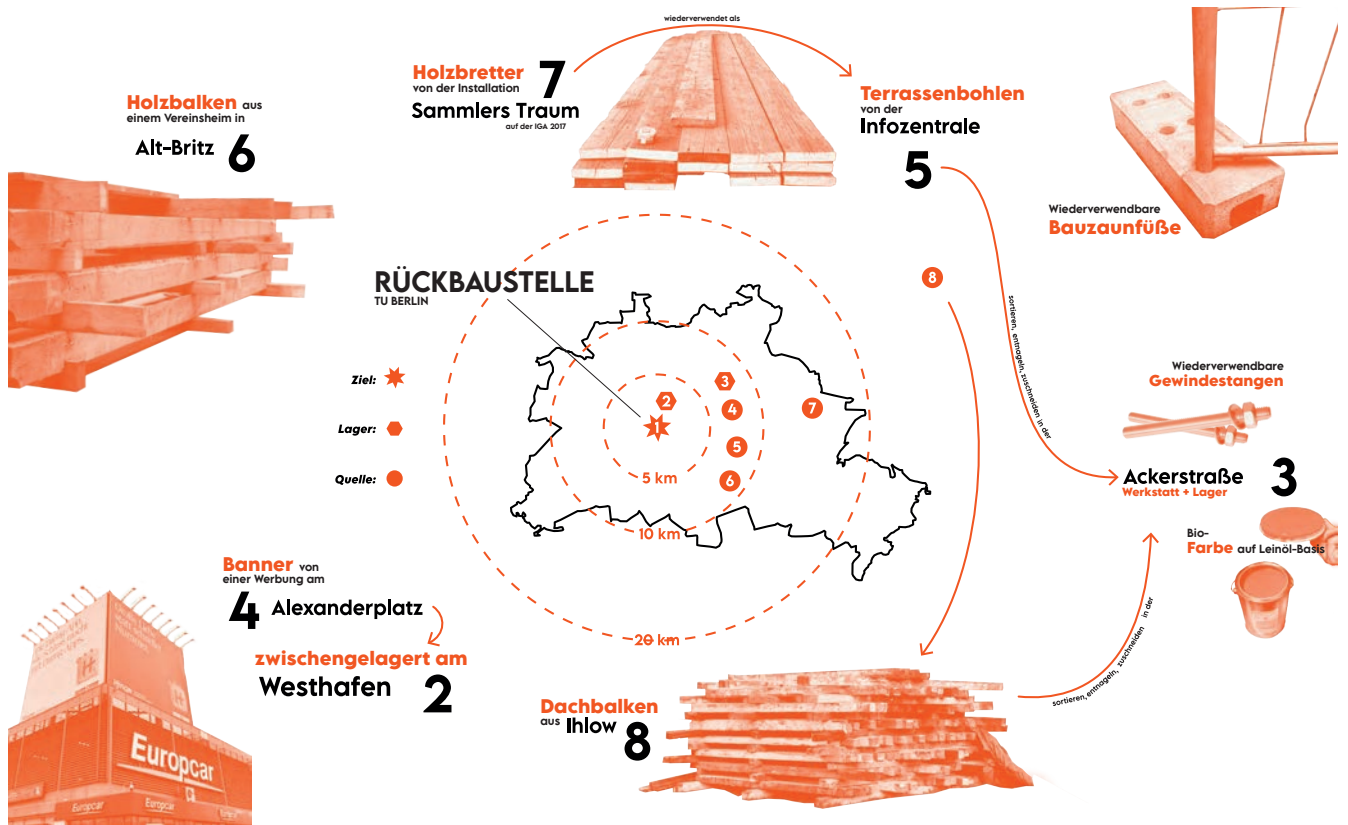 wiederverwendet als
Holzbretter
von der Installation
7
Sammlers Traum
auf der IGA 2017
Holzbalken aus
einem Vereinsheim in
Alt-Britz 6
Terrassenbohlen
von der
Infozentrale
5
Wiederverwendbare
Bauzaunfüße
RÜCKBAUSTELLE
TU BERLIN
8
sortieren, entnageln, zuschneiden in der
Ziel:
Lager:
Quelle:
3
2
4
7
1
5
6
5 km
10 km
20 km
Wiederverwendbare
Gewindestangen
Ackerstraße 3
Werkstatt + Lager
Bio-
Farbe auf Leinöl-Basis
Banner von
einer Werbung am
4 Alexanderplatz
zwischengelagert am
Westhafen 2
sortieren, entnageln, zuschneiden in der
Dachbalken
aus Ihlow 8
Europcar
Europcar